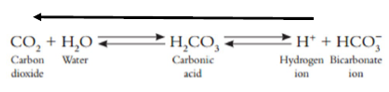 CO₂ + H₂O ⇌ H₂CO₃ ⇌ H⁺ + HCO₃⁻
Carbon Water Carbonic Hydrogen Bicarbonate
dioxide acid ion ion